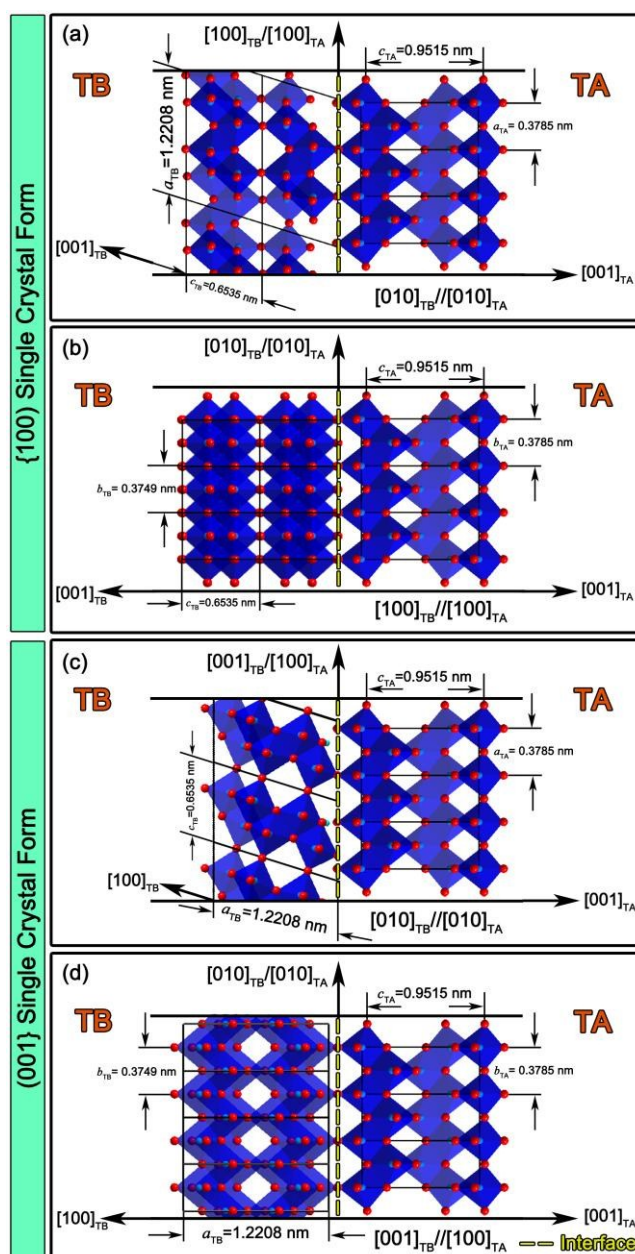 {100) Single Crystal Form
(a)
[100]TB/[100]TA
TB
TA
cTA=0.9515 nm
aTB=1.2208 nm
aTA=0.3785 nm
[001]TB
cTB=0.6535 nm
[010]TB//[010]TA
[001]TA
(b)
[010]TB/[010]TA
TB
TA
cTA=0.9515 nm
bTB=0.3749 nm
bTA=0.3785 nm
[001]TB
cTB=0.6535 nm
[100]TB//[100]TA
[001]TA
(001} Single Crystal Form
(c)
[001]TB/[100]TA
TB
TA
cTA=0.9515 nm
cTB=0.6535 nm
aTA=0.3785 nm
[100]TB
aTB=1.2208 nm
[010]TB//[010]TA
[001]TA
(d)
[010]TB/[010]TA
TB
TA
cTA=0.9515 nm
bTB= 0.3749 nm
bTA= 0.3785 nm
[100]TB
aTB=1.2208 nm
[001]TB//[100]TA
[001]TA
Interface